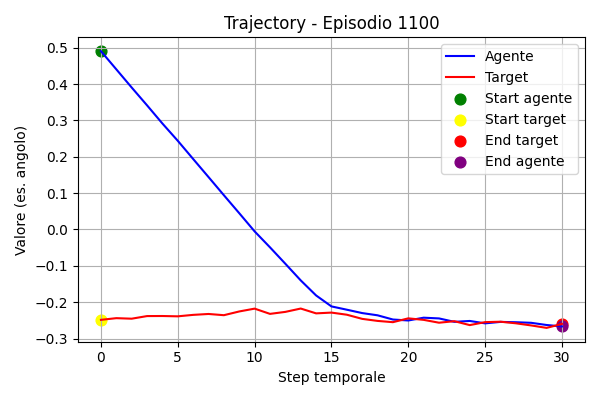 Trajectory - Episodio 1100
Valore (es. angolo)
0.5
0.4
0.3
0.2
0.1
0.0
−0.1
−0.2
−0.3
Agente
Target
Start agente
Start target
End target
End agente
0 5 10 15 20 25 30
Step temporale